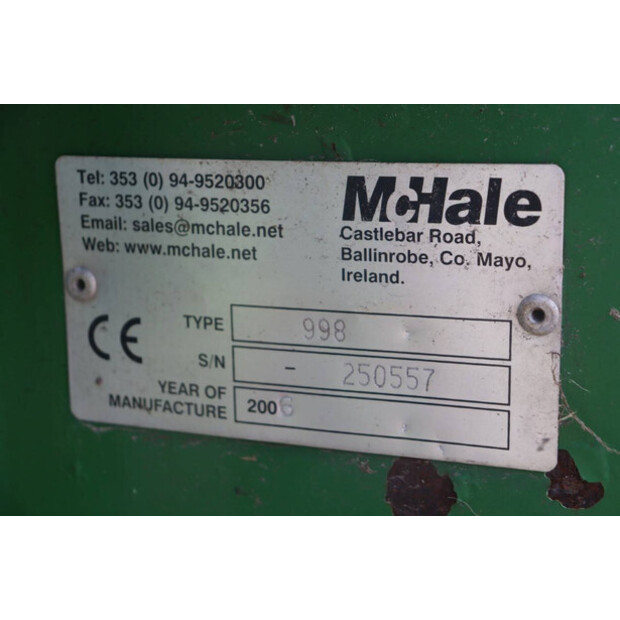 Tel: 353 (0) 94-9520300
Fax: 353 (0) 94-9520356
Email: sales@mchale.net
Web: www.mchale.net
McHale
Castlebar Road,
Ballinrobe, Co. Mayo,
Ireland.
CE
TYPE 998
S/N - 250557
YEAR OF
MANUFACTURE 2006